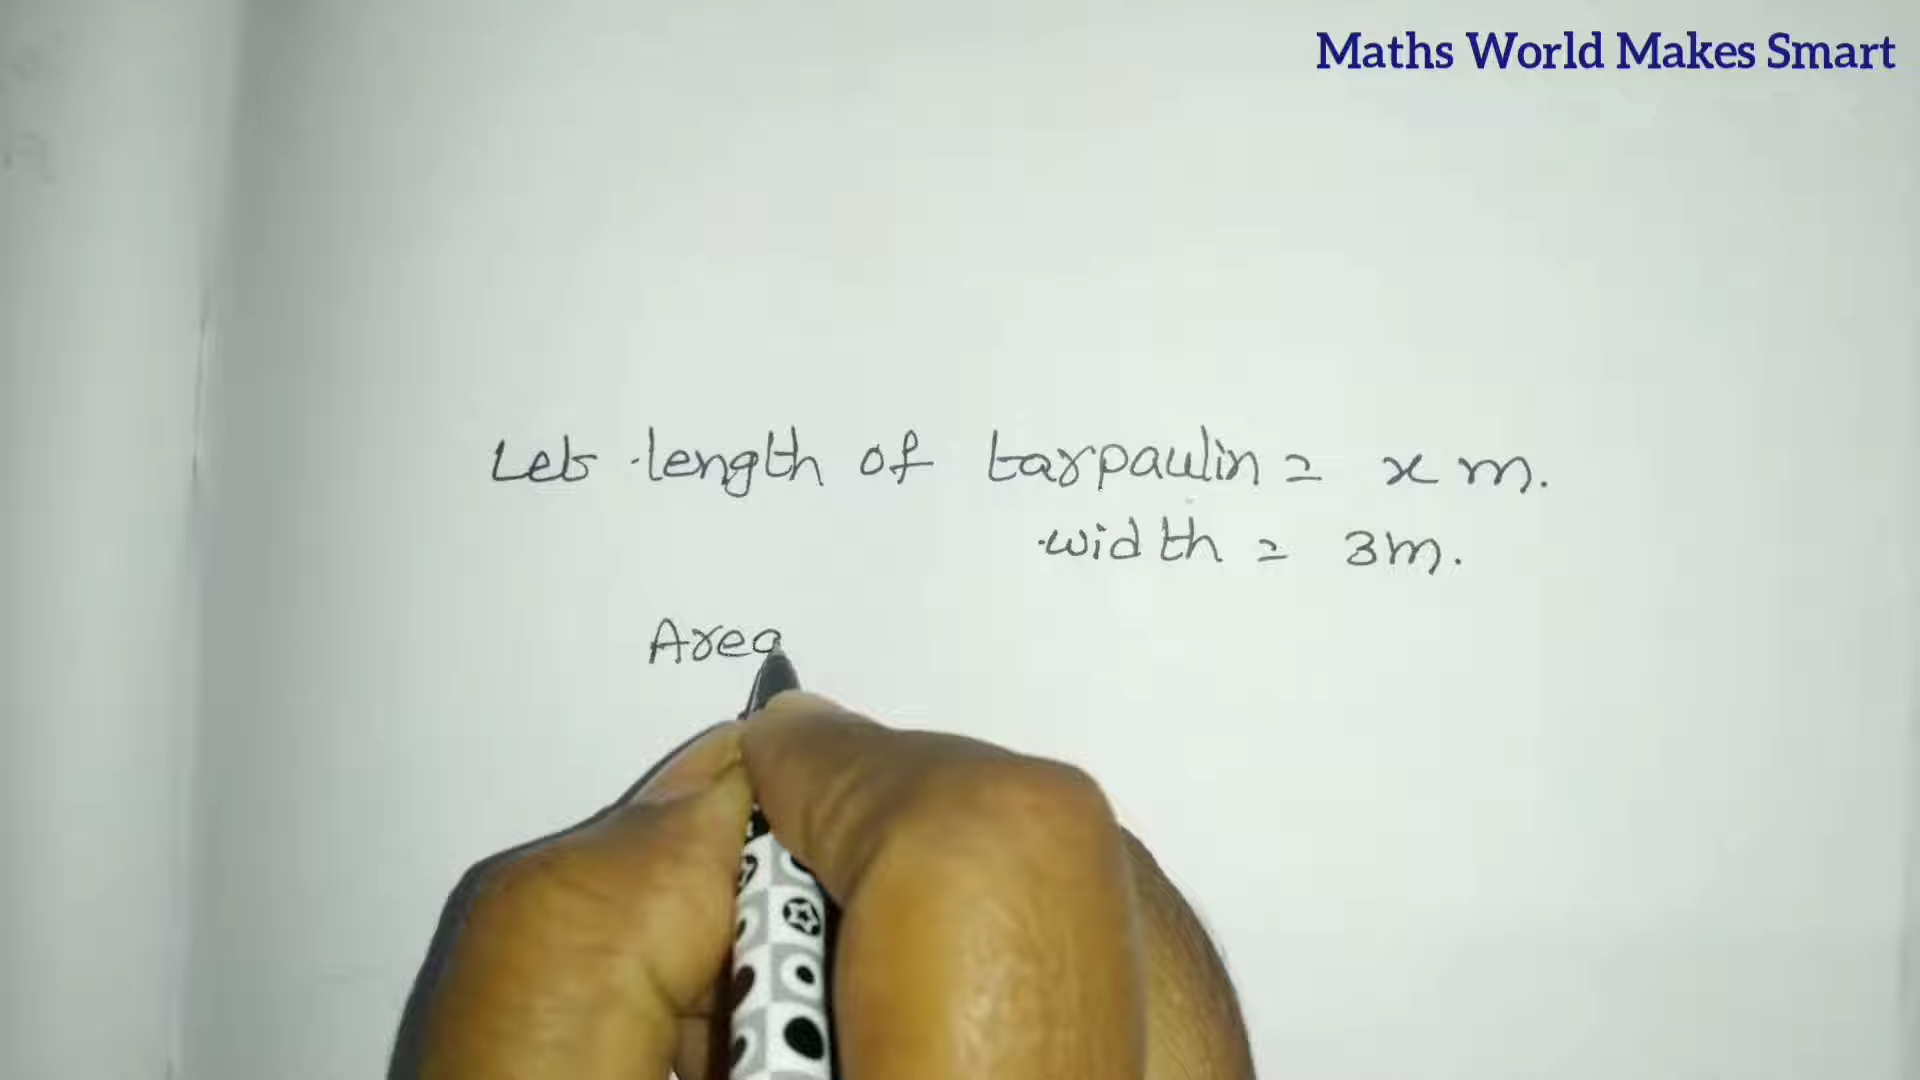 Maths World Makes Smart
Let length of tarpaulin = x m.
width = 3m.
Area